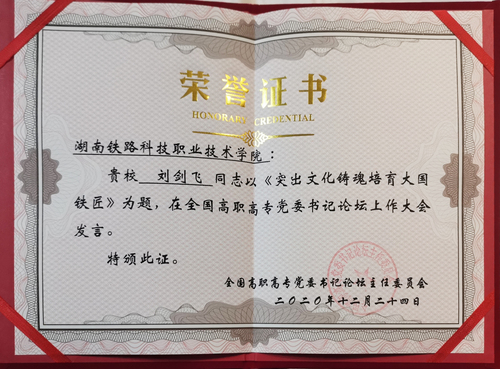 荣誉证书
HONORABLE CREDENTIAL
湖南铁路科技职业技术学院：
贵校 刘剑飞 同志以《突出文化铸魂培育大国
铁匠》为题，在全国高职高专党委书记论坛上作大会
发言。
特颁此证。
全国高职高专党委书记论坛主任委员会
二〇二〇年十二月二十四日